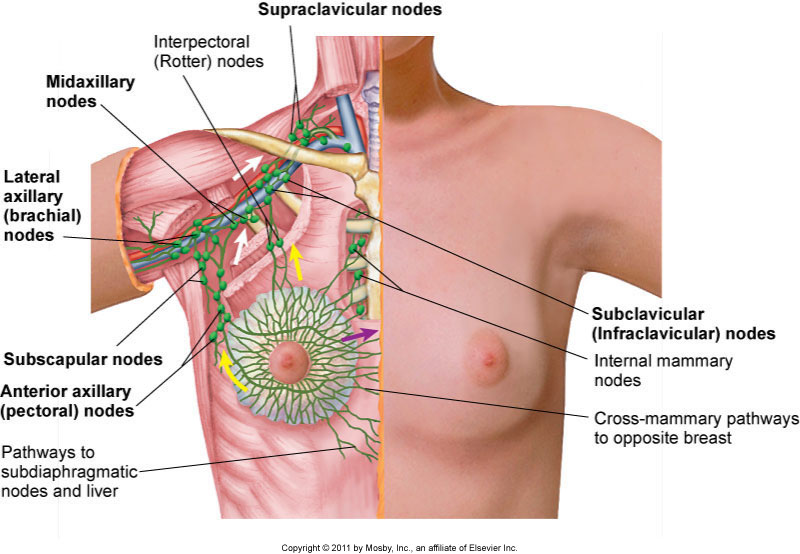 Supraclavicular nodes
Interpectoral
(Rotter) nodes
Midaxillary
nodes
Lateral
axillary
(brachial)
nodes
Subscapular nodes
Anterior axillary
(pectoral) nodes
Pathways to
subdiaphragmatic
nodes and liver
Subclavicular
(Infraclavicular) nodes
Internal mammary
nodes
Cross-mammary pathways
to opposite breast
Copyright © 2011 by Mosby, Inc., an affiliate of Elsevier Inc.